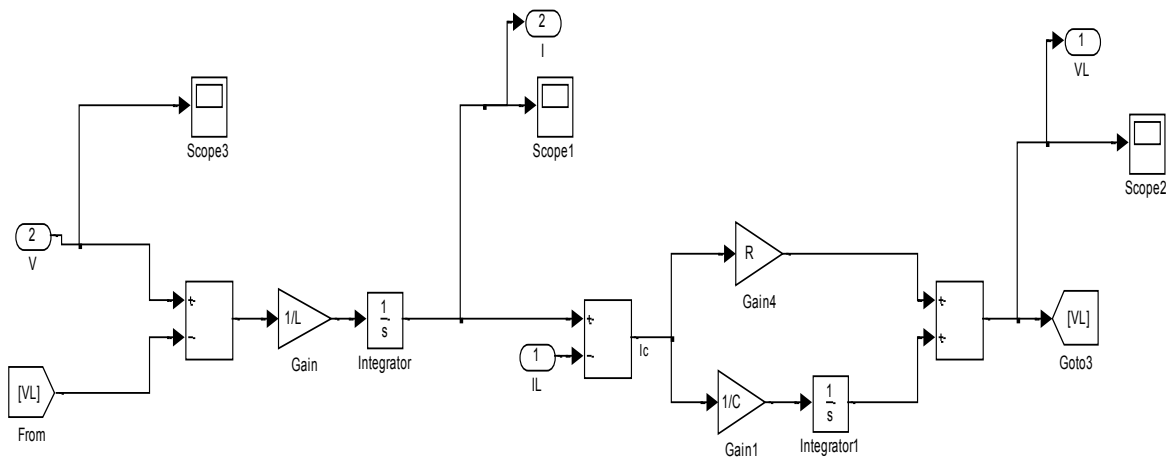 2
I
1
VL
Scope3
Scope1
Scope2
2
V
+
-
1/L
Gain
1
s
Integrator
+
-
1
IL
Ic
R
Gain4
1/C
Gain1
1
s
Integrator1
+
+
[VL]
Goto3
[VL]
From